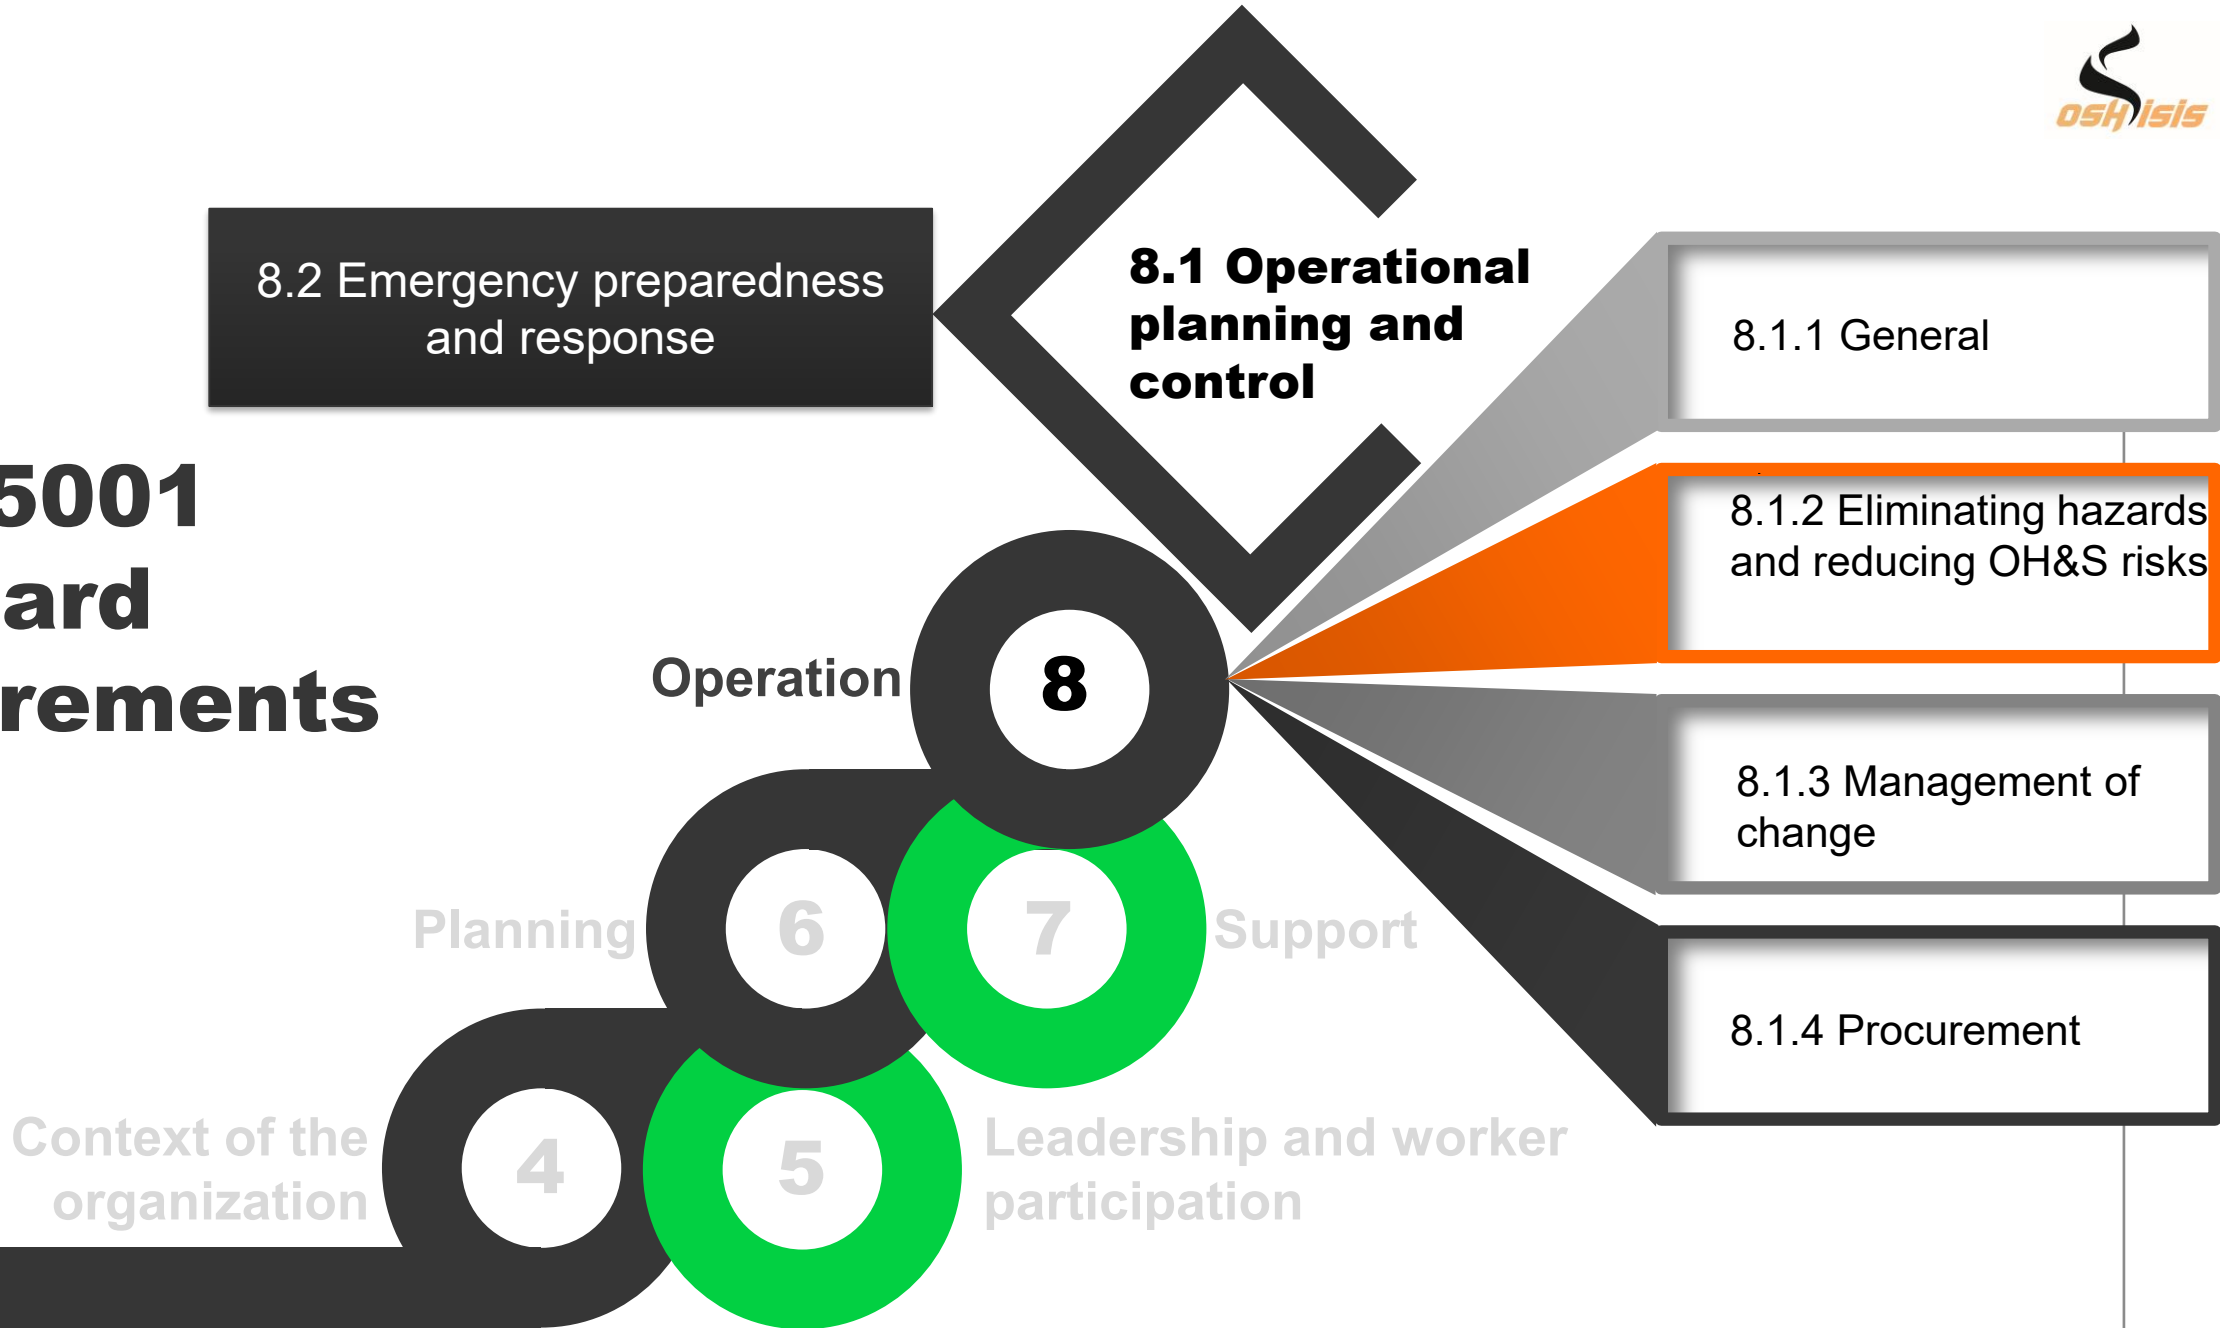 OSH isis
8.2 Emergency preparedness
and response
8.1 Operational
planning and
control
8.1.1 General
8.1.2 Eliminating hazards
and reducing OH&S risks
8.1.3 Management of
change
8.1.4 Procurement
5001
ard
rements
Operation
8
Planning
6
7
Support
Context of the
organization
4
5
Leadership and worker
participation